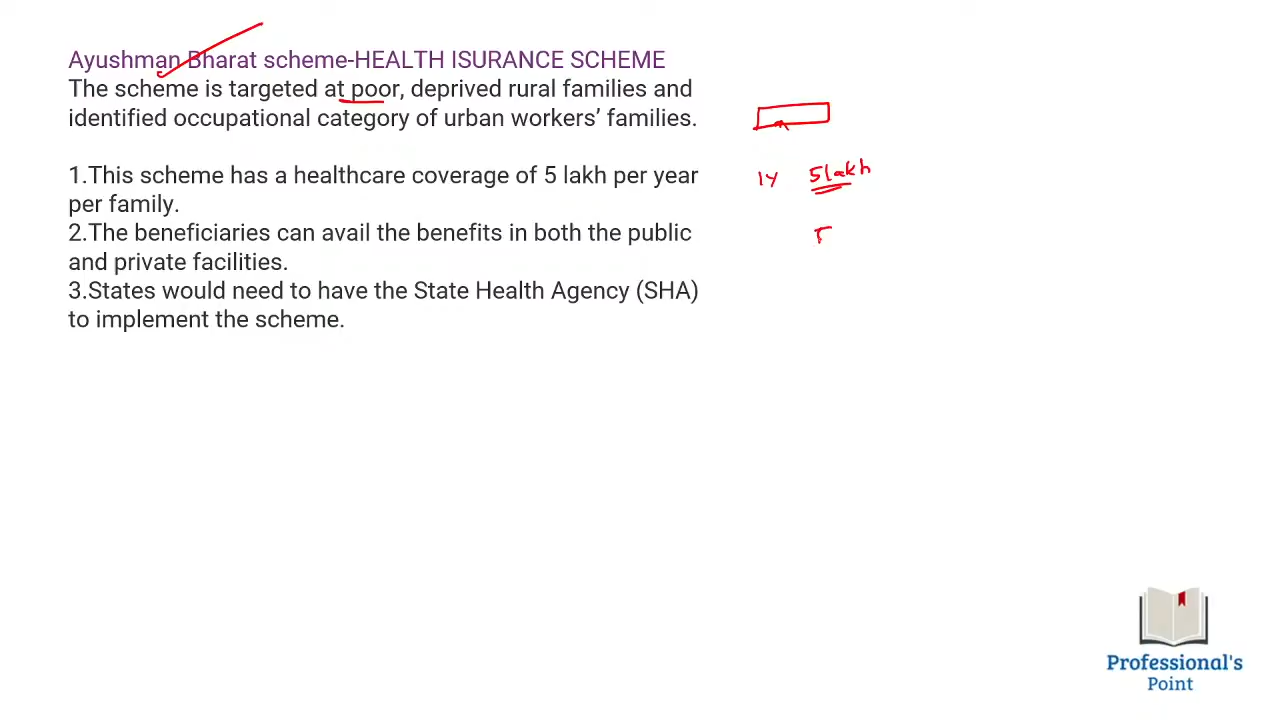 Ayushman Bharat scheme-HEALTH ISURANCE SCHEME
The scheme is targeted at poor, deprived rural families and
identified occupational category of urban workers’ families.
1.This scheme has a healthcare coverage of 5 lakh per year
per family.
2.The beneficiaries can avail the benefits in both the public
and private facilities.
3.States would need to have the State Health Agency (SHA)
to implement the scheme.
1y 5lakh
Professional's
Point